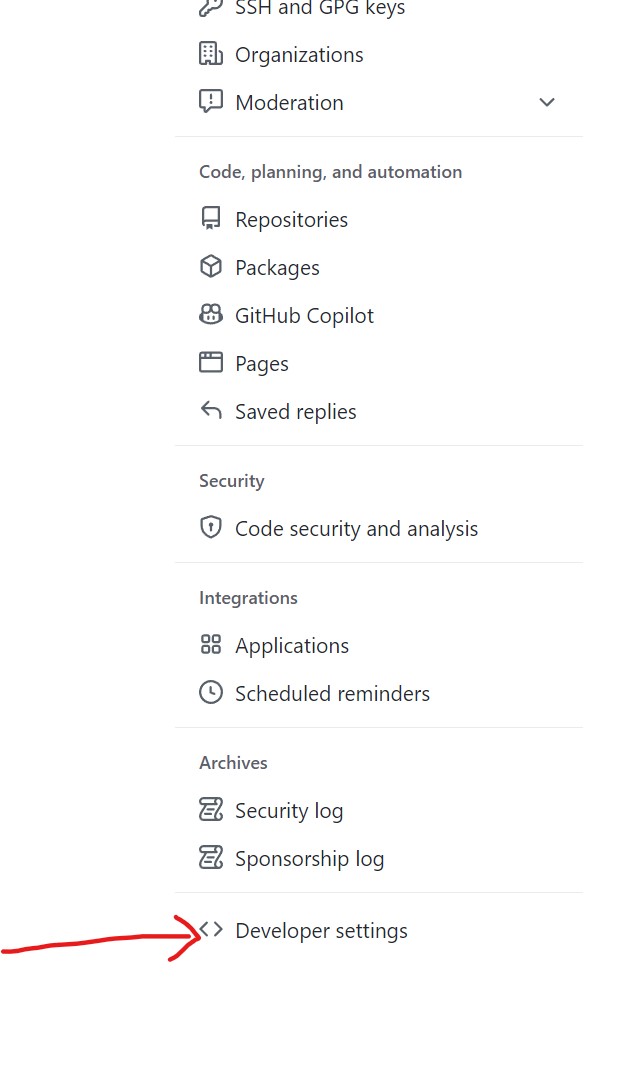 SSH and GPG keys
Organizations
Moderation
Code, planning, and automation
Repositories
Packages
GitHub Copilot
Pages
Saved replies
Security
Code security and analysis
Integrations
Applications
Scheduled reminders
Archives
Security log
Sponsorship log
Developer settings